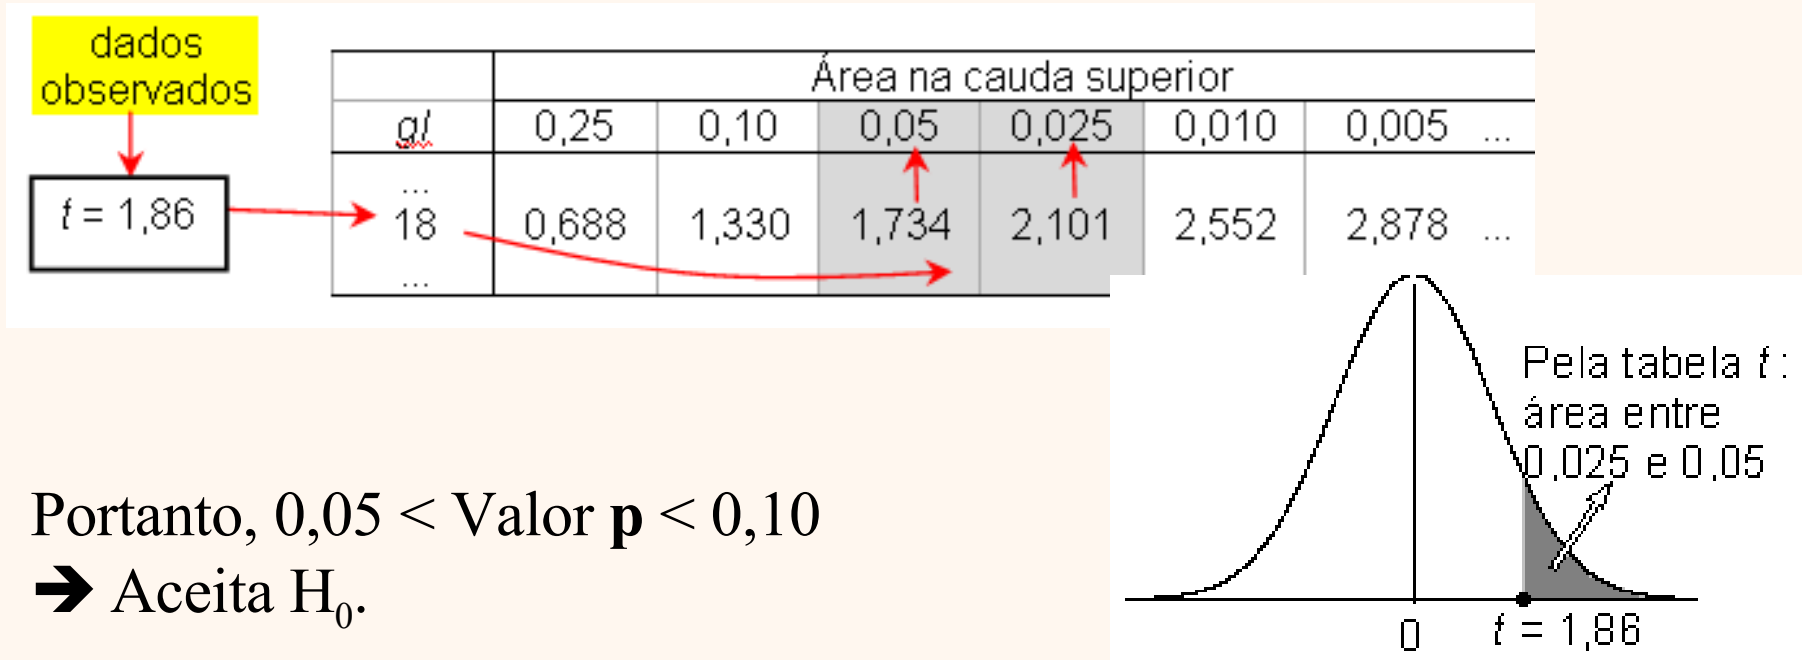 dados
observados
t = 1,86
Área na cauda superior
gl 0,25 0,10 0,05 0,025 0,010 0,005 ...
...
18 0,688 1,330 1,734 2,101 2,552 2,878 ...
...
Pela tabela t:
área entre
0,025 e 0,05
0 t = 1,86
Portanto, 0,05 < Valor p < 0,10
➔ Aceita H₀.